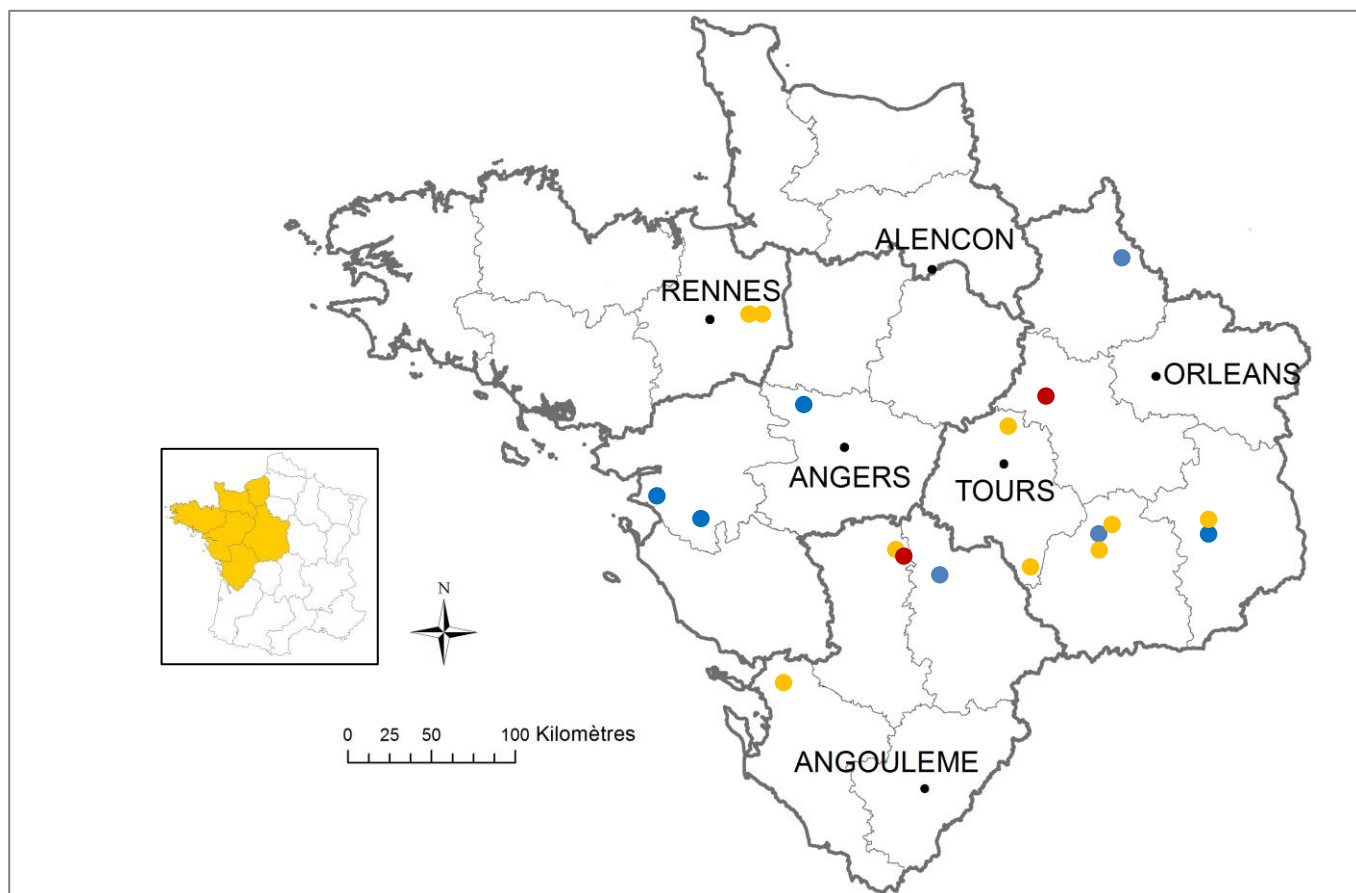 ALENCON
RENNES
ORLEANS
ANGERS
TOURS
N
0 25 50 100 Kilomètres
ANGOULEME